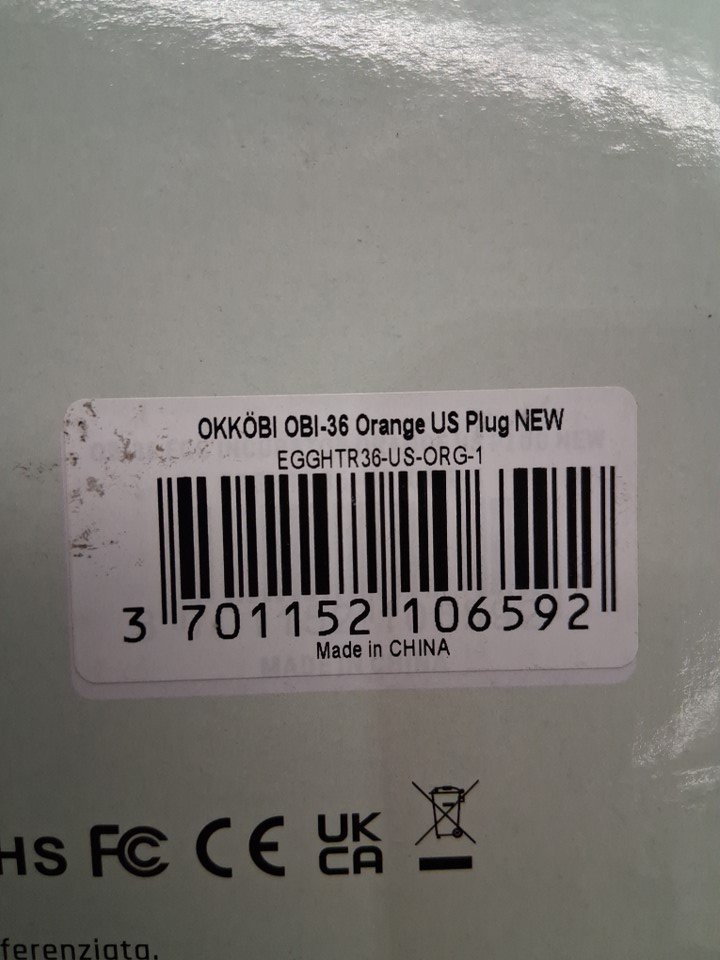 OKKÖBI OBI-36 Orange US Plug NEW
EGGHTR36-US-ORG-1
3 701152 106592
Made in CHINA
HS FC CE UK CA
ferenziata.